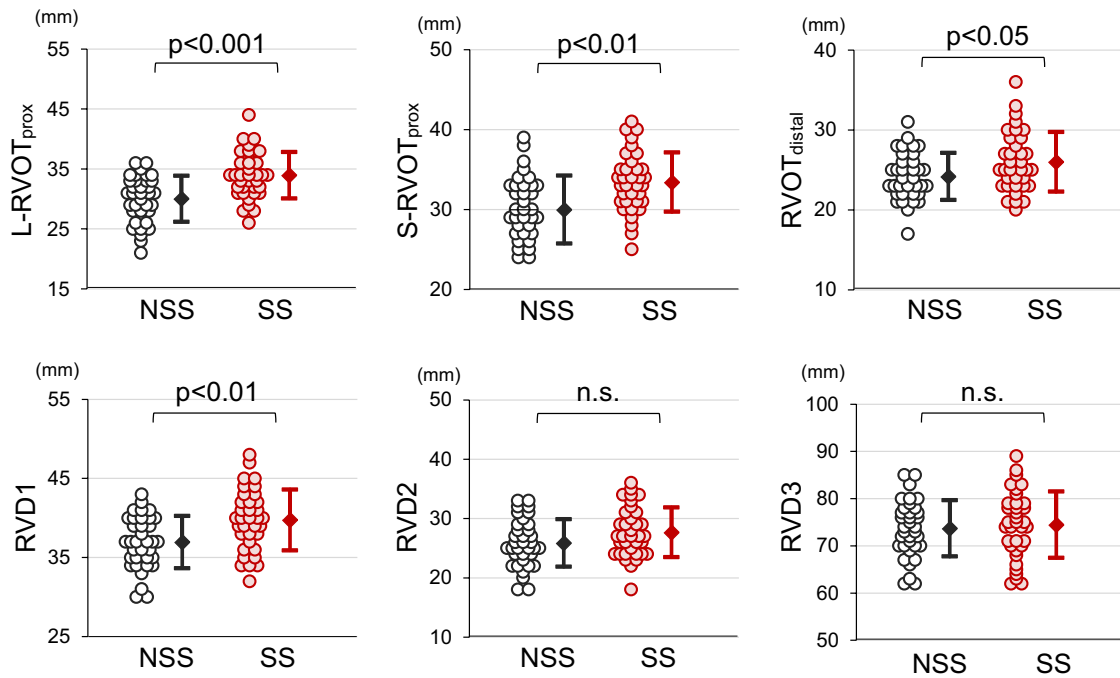 (mm)
p<0.001
55
45
35
25
15
L-RVOTprox
NSS
SS
(mm)
p<0.01
50
40
30
20
S-RVOTprox
NSS
SS
(mm)
p<0.05
40
30
20
10
RVOTdistal
NSS
SS
(mm)
p<0.01
55
45
35
25
RVD1
NSS
SS
(mm)
n.s.
50
40
30
20
10
RVD2
NSS
SS
(mm)
n.s.
100
90
80
70
60
50
RVD3
NSS
SS